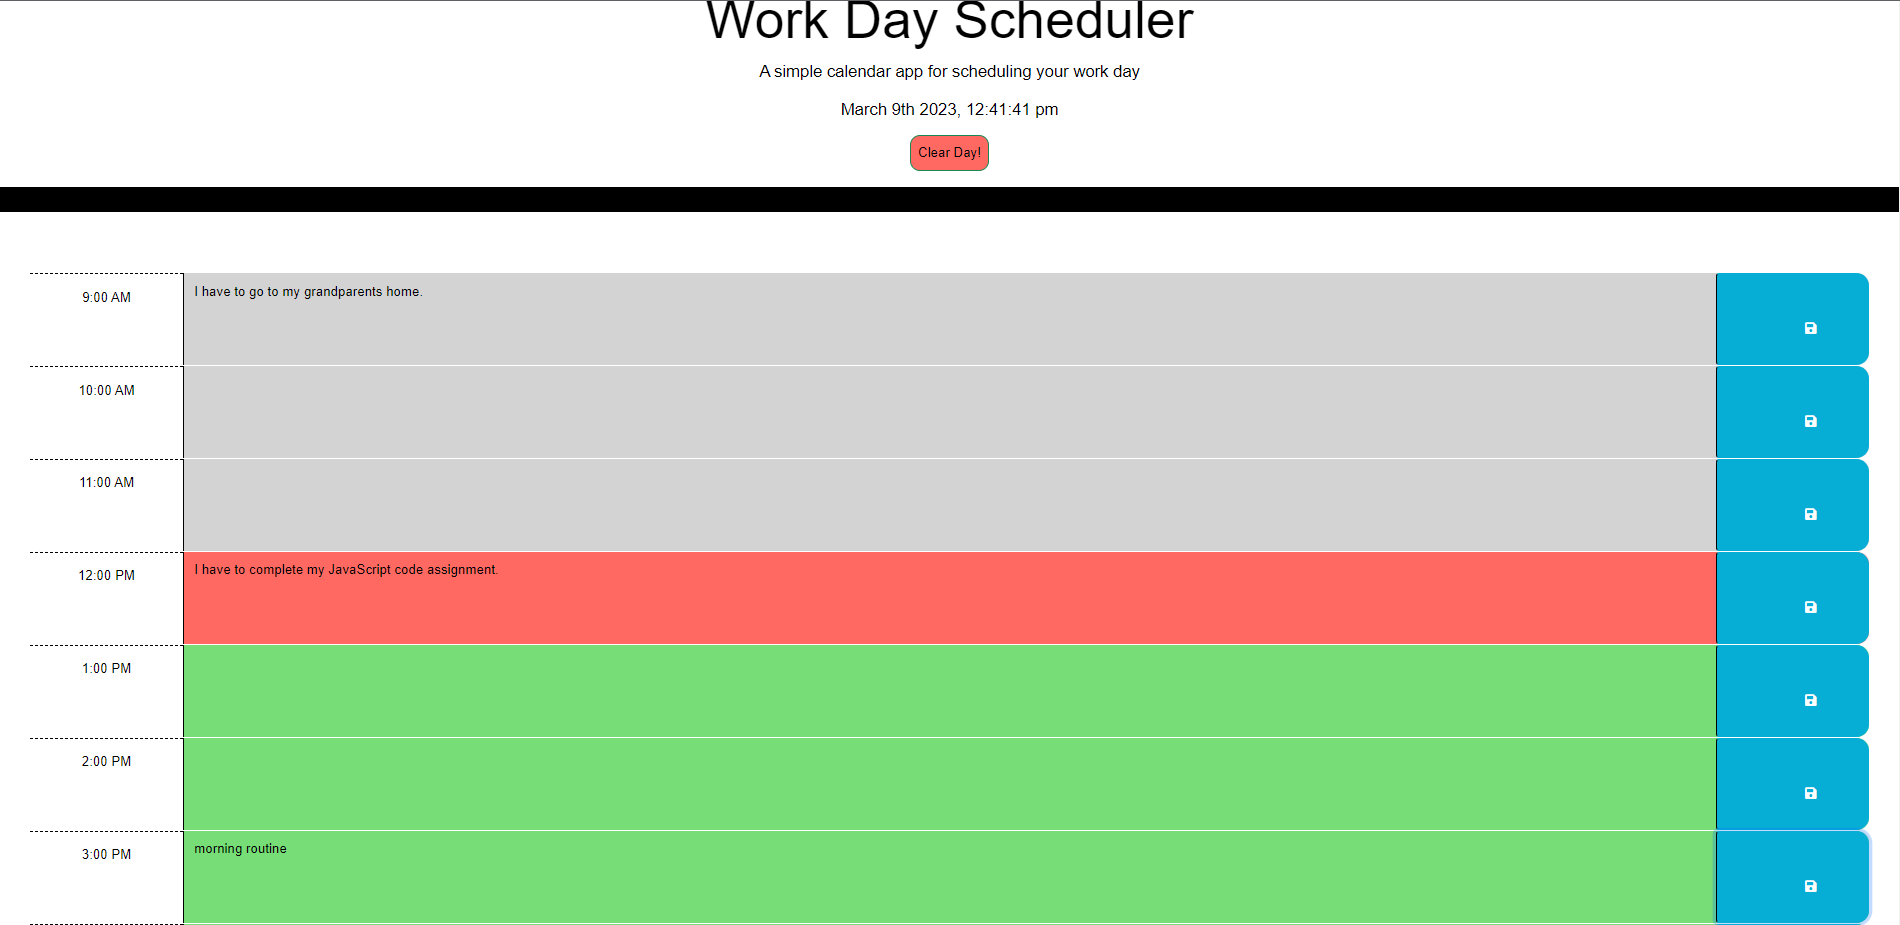 Work Day Scheduler
A simple calendar app for scheduling your work day
March 9th 2023, 12:41:41 pm
Clear Day!
9:00 AM
I have to go to my grandparents home.
10:00 AM
11:00 AM
12:00 PM
I have to complete my JavaScript code assignment.
1:00 PM
2:00 PM
3:00 PM
morning routine